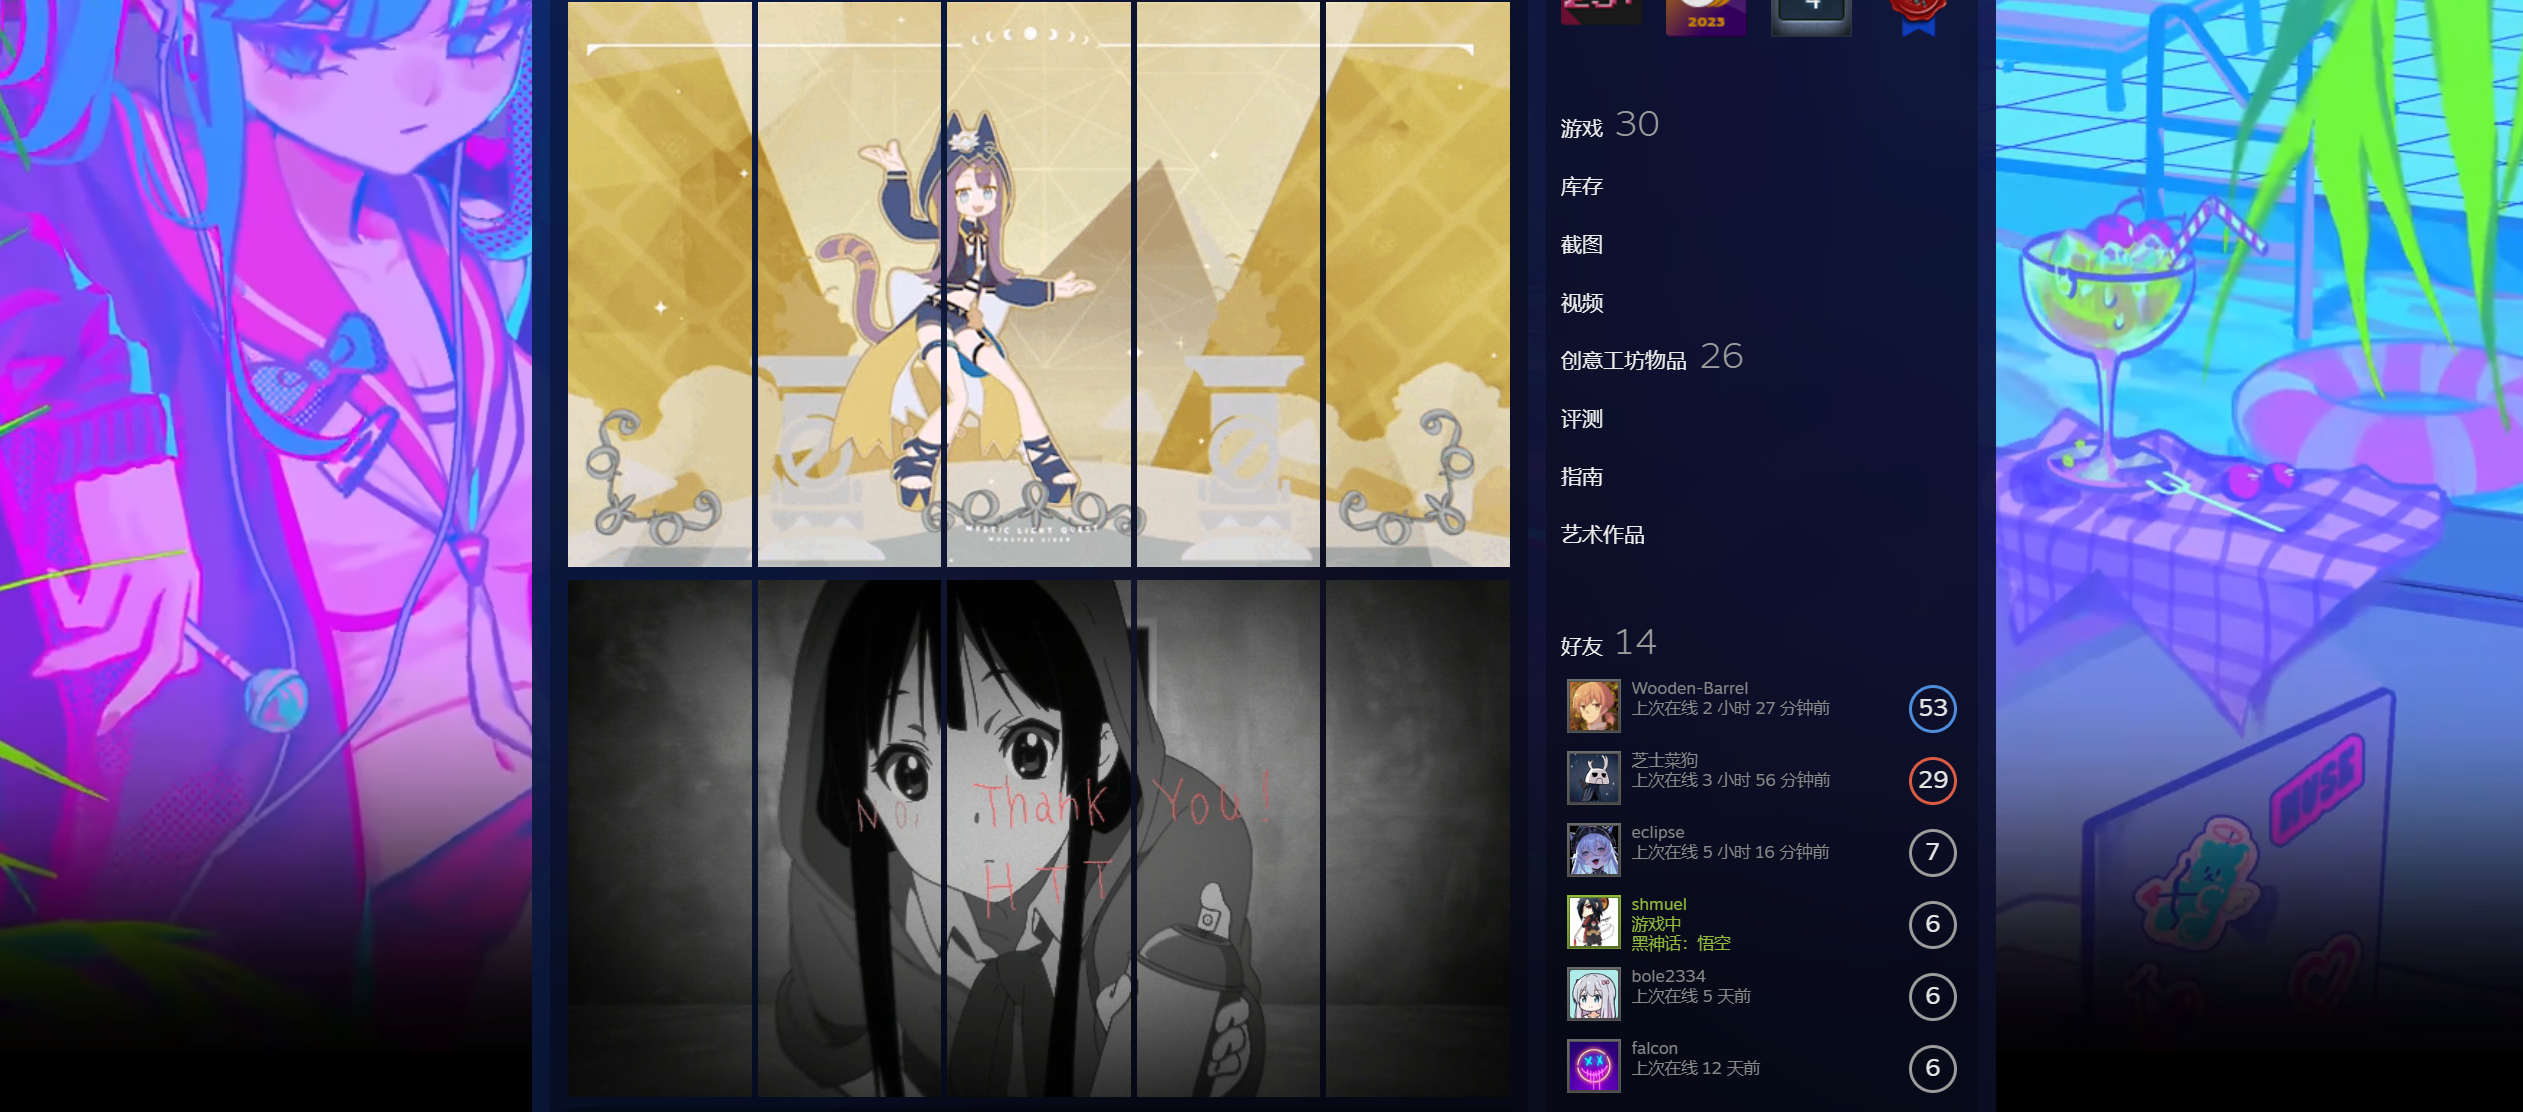 2023
4
游戏 30
库存
截图
视频
创意工坊物品 26
评测
指南
艺术作品
MYSTIC LIGHT QUEST
MONSTER SIREN
Not Thank You!
HTT
好友 14
Wooden-Barrel
上次在线 2 小时 27 分钟前
53
芝士菜狗
上次在线 3 小时 56 分钟前
29
eclipse
上次在线 5 小时 16 分钟前
7
shmuel
游戏中
黑神话：悟空
6
bole2334
上次在线 5 天前
6
falcon
上次在线 12 天前
6
MUSE